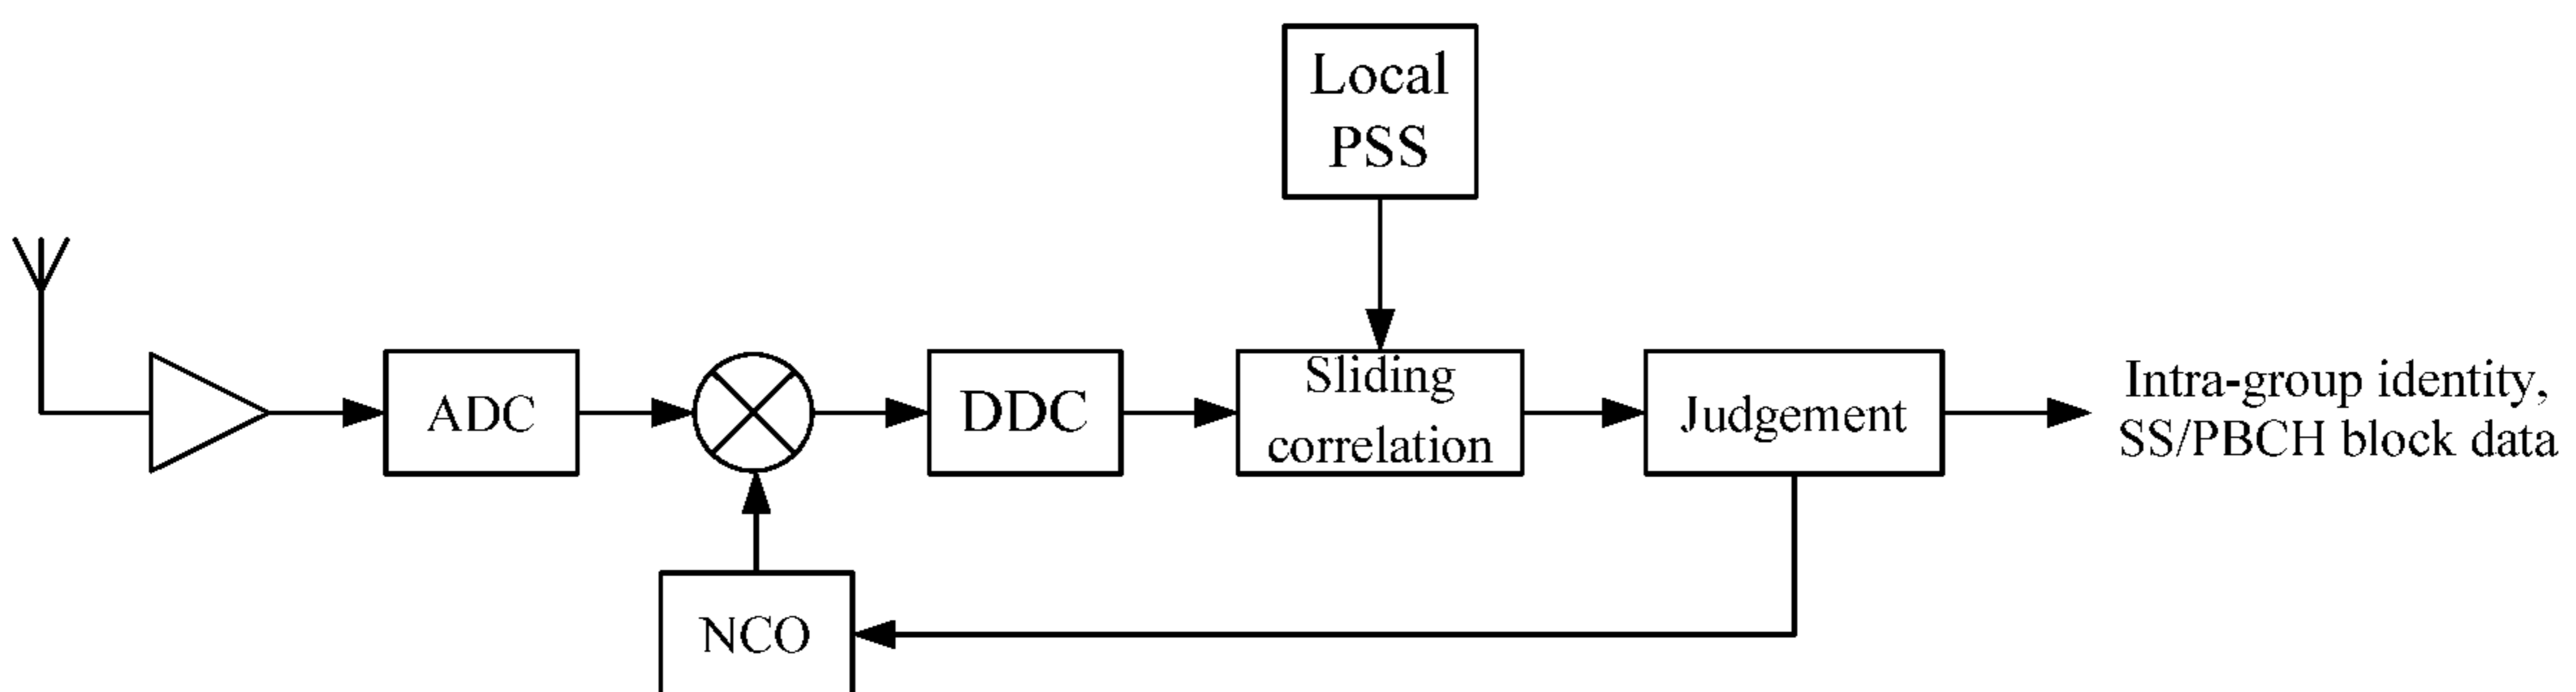 Local
PSS
ADC
DDC
Sliding
correlation
Judgement
Intra-group identity,
SS/PBCH block data
NCO